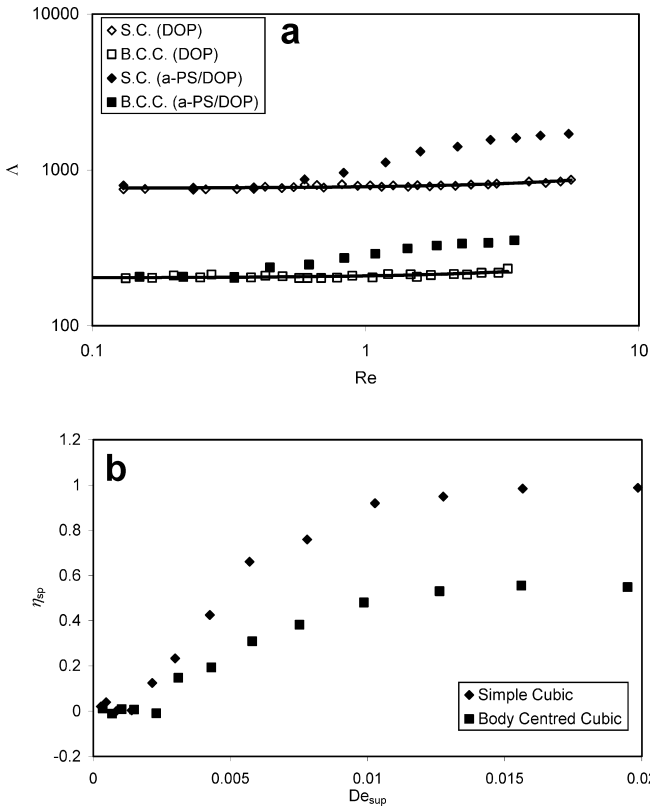 10000
a
S.C. (DOP)
B.C.C. (DOP)
S.C. (a-PS/DOP)
B.C.C. (a-PS/DOP)
Λ
1000
100
0.1
1
10
Re
1.2
b
1
0.8
0.6
ηsp
0.4
0.2
0
-0.2
Simple Cubic
Body Centred Cubic
0
0.005
0.01
0.015
0.02
Desup